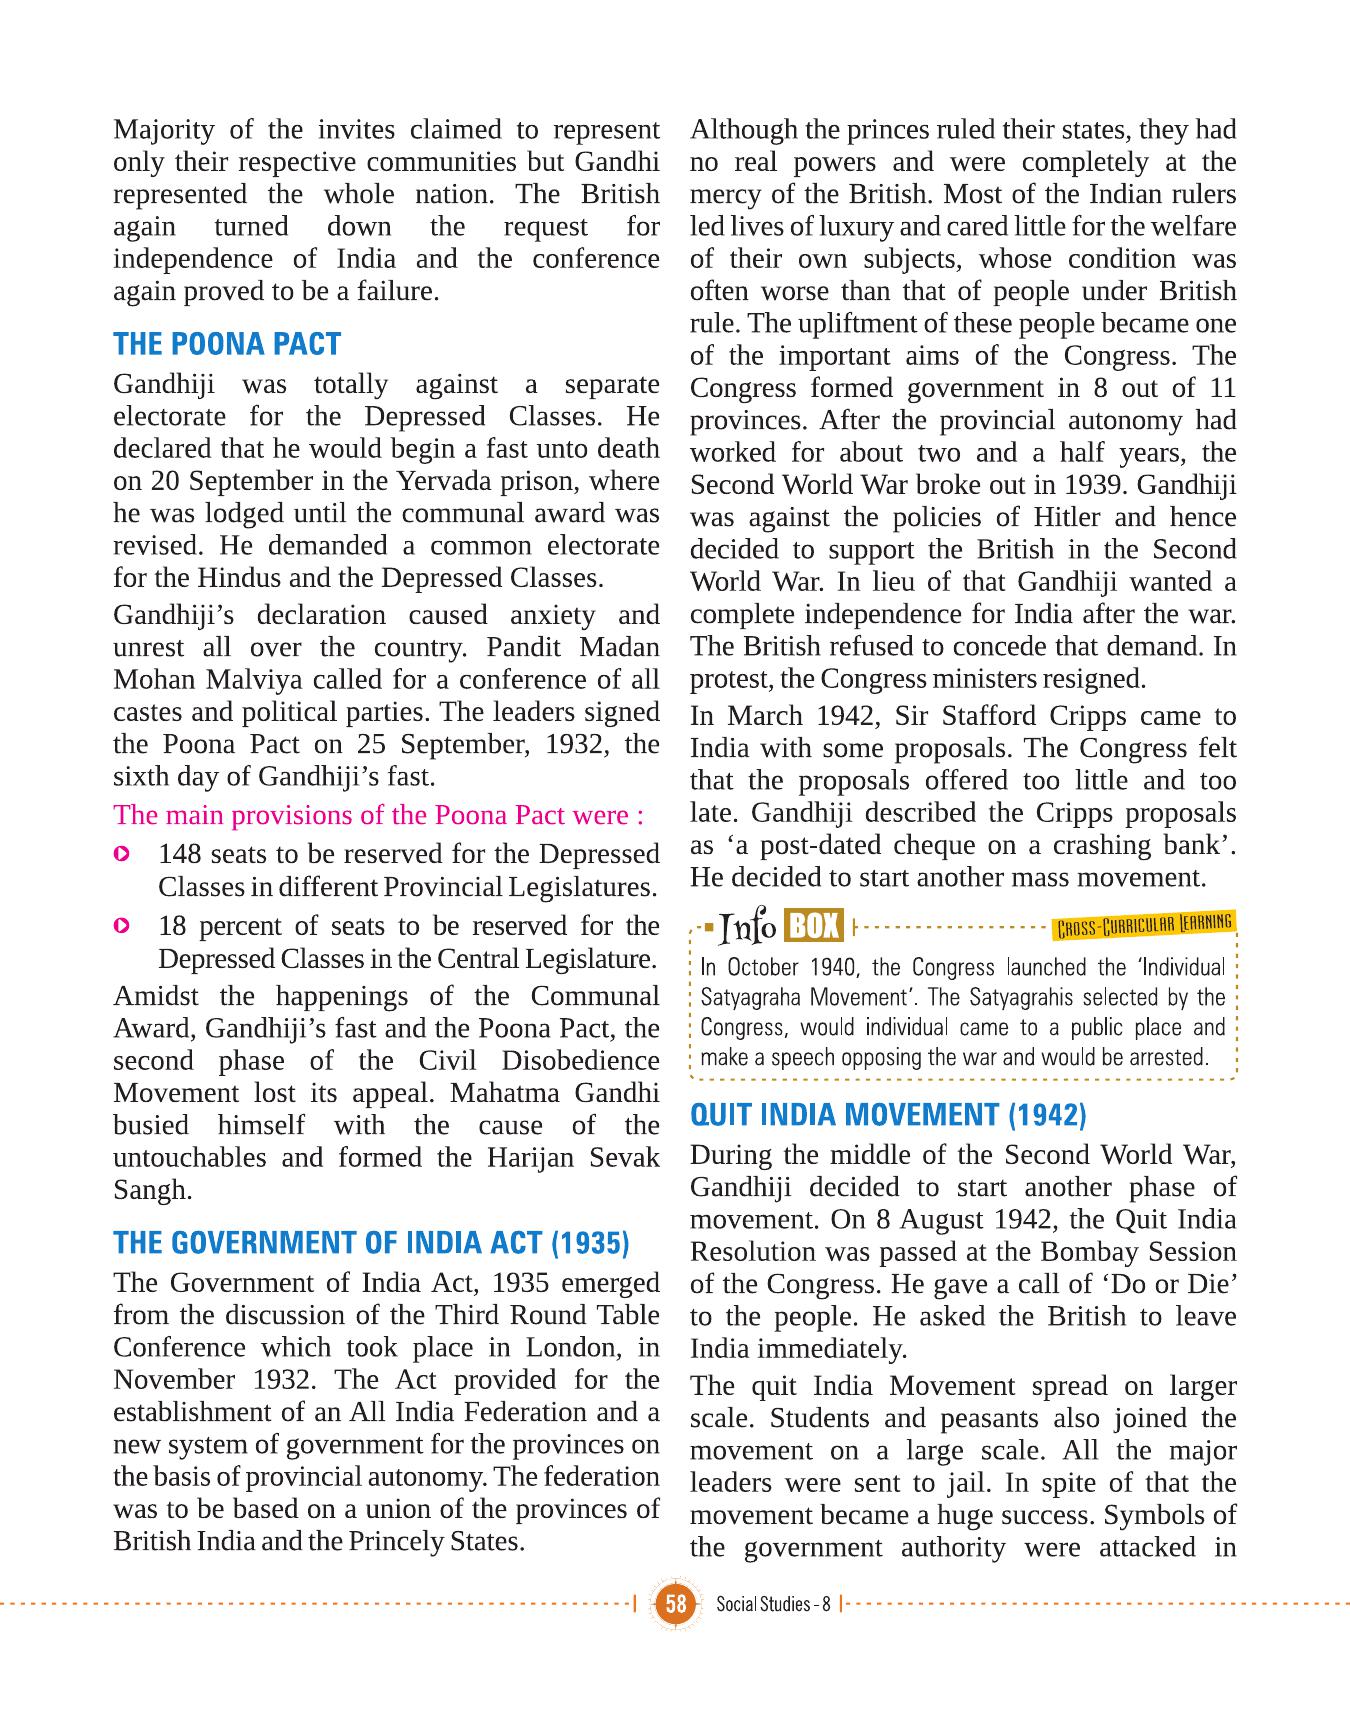 Majority of the invites claimed to represent
only their respective communities but Gandhi
represented the whole nation. The British
again turned down the request for
independence of India and the conference
again proved to be a failure.
THE POONA PACT
Gandhiji was totally against a separate
electorate for the Depressed Classes. He
declared that he would begin a fast unto death
on 20 September in the Yervada prison, where
he was lodged until the communal award was
revised. He demanded a common electorate
for the Hindus and the Depressed Classes.
Gandhiji’s declaration caused anxiety and
unrest all over the country. Pandit Madan
Mohan Malviya called for a conference of all
castes and political parties. The leaders signed
the Poona Pact on 25 September, 1932, the
sixth day of Gandhiji’s fast.
The main provisions of the Poona Pact were :
148 seats to be reserved for the Depressed
Classes in different Provincial Legislatures.
18 percent of seats to be reserved for the
Depressed Classes in the Central Legislature.
Amidst the happenings of the Communal
Award, Gandhiji’s fast and the Poona Pact, the
second phase of the Civil Disobedience
Movement lost its appeal. Mahatma Gandhi
busied himself with the cause of the
untouchables and formed the Harijan Sevak
Sangh.
THE GOVERNMENT OF INDIA ACT (1935)
The Government of India Act, 1935 emerged
from the discussion of the Third Round Table
Conference which took place in London, in
November 1932. The Act provided for the
establishment of an All India Federation and a
new system of government for the provinces on
the basis of provincial autonomy. The federation
was to be based on a union of the provinces of
British India and the Princely States.
Although the princes ruled their states, they had
no real powers and were completely at the
mercy of the British. Most of the Indian rulers
led lives of luxury and cared little for the welfare
of their own subjects, whose condition was
often worse than that of people under British
rule. The upliftment of these people became one
of the important aims of the Congress. The
Congress formed government in 8 out of 11
provinces. After the provincial autonomy had
worked for about two and a half years, the
Second World War broke out in 1939. Gandhiji
was against the policies of Hitler and hence
decided to support the British in the Second
World War. In lieu of that Gandhiji wanted a
complete independence for India after the war.
The British refused to concede that demand. In
protest, the Congress ministers resigned.
In March 1942, Sir Stafford Cripps came to
India with some proposals. The Congress felt
that the proposals offered too little and too
late. Gandhiji described the Cripps proposals
as ‘a post-dated cheque on a crashing bank’.
He decided to start another mass movement.
Info BOX
CROSS-CURRICULAR LEARNING
In October 1940, the Congress launched the ‘Individual
Satyagraha Movement’. The Satyagrahis selected by the
Congress, would individual came to a public place and
make a speech opposing the war and would be arrested.
QUIT INDIA MOVEMENT (1942)
During the middle of the Second World War,
Gandhiji decided to start another phase of
movement. On 8 August 1942, the Quit India
Resolution was passed at the Bombay Session
of the Congress. He gave a call of ‘Do or Die’
to the people. He asked the British to leave
India immediately.
The quit India Movement spread on larger
scale. Students and peasants also joined the
movement on a large scale. All the major
leaders were sent to jail. In spite of that the
movement became a huge success. Symbols of
the government authority were attacked in
58 Social Studies - 8